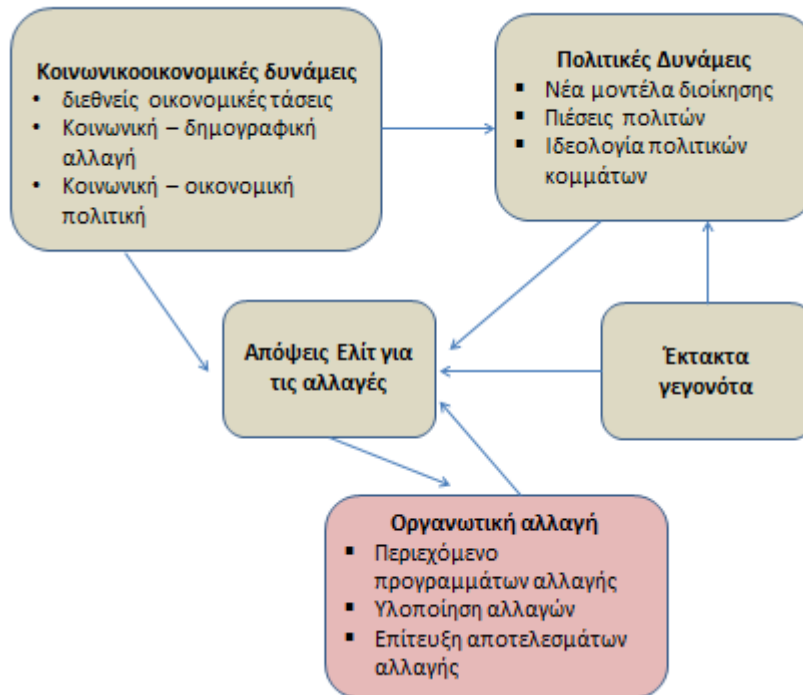 Κοινωνικοοικονομικές δυνάμεις
• διεθνείς οικονομικές τάσεις
• Κοινωνική – δημογραφική
αλλαγή
• Κοινωνική – οικονομική
πολιτική
Πολιτικές Δυνάμεις
▪ Νέα μοντέλα διοίκησης
▪ Πιέσεις πολιτών
▪ Ιδεολογία πολιτικών
κομμάτων
Απόψεις Ελίτ για
τις αλλαγές
Έκτακτα
γεγονότα
Οργανωτική αλλαγή
▪ Περιεχόμενο
προγραμμάτων αλλαγής
▪ Υλοποίηση αλλαγών
▪ Επίτευξη αποτελεσμάτων
αλλαγής